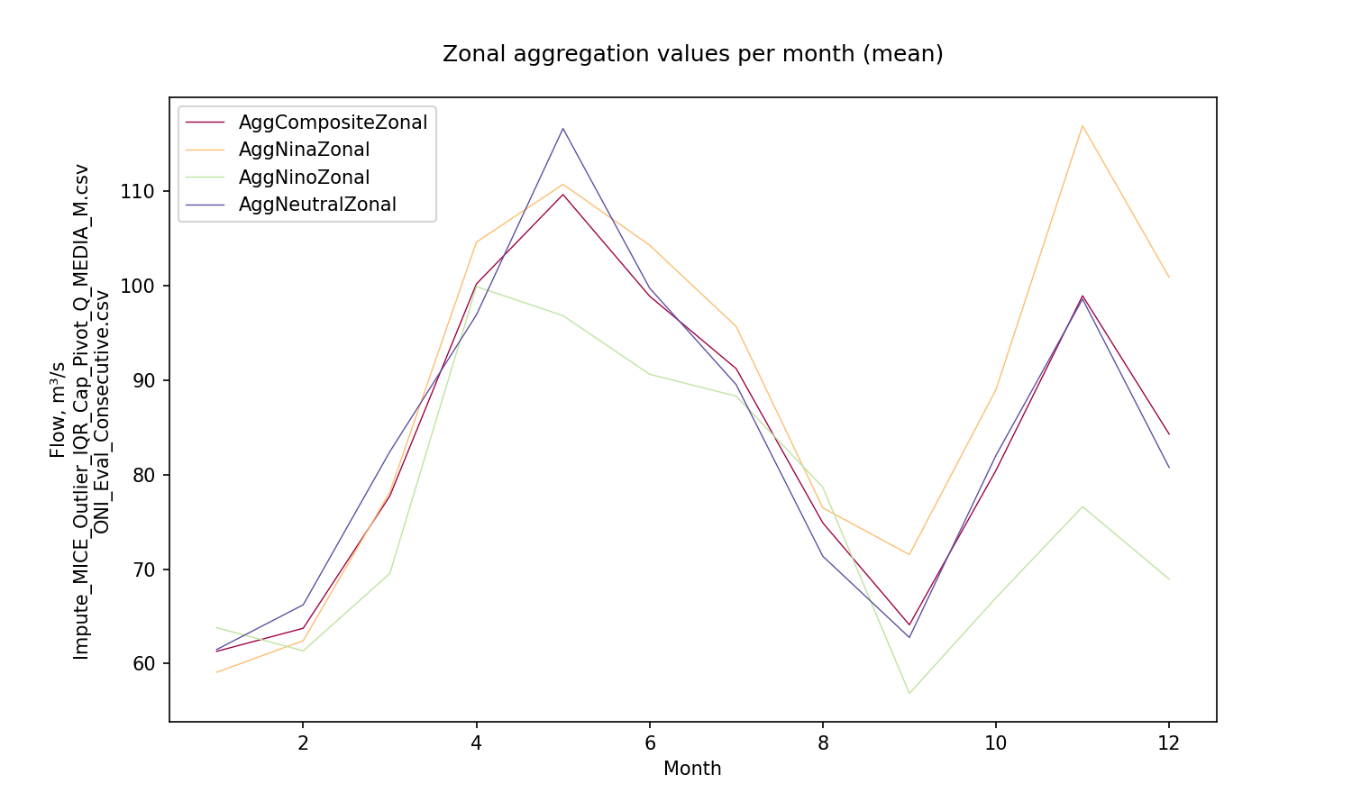 Zonal aggregation values per month (mean)
AggCompositeZonal
AggNinaZonal
AggNinoZonal
AggNeutralZonal
Flow, m³/s
Impute_MICE_Outlier_IQR_Cap_Pivot_Q_MEDIA_M.csv
ONI_Eval_Consecutive.csv
110
100
90
80
70
60
2 4 6 8 10 12
Month